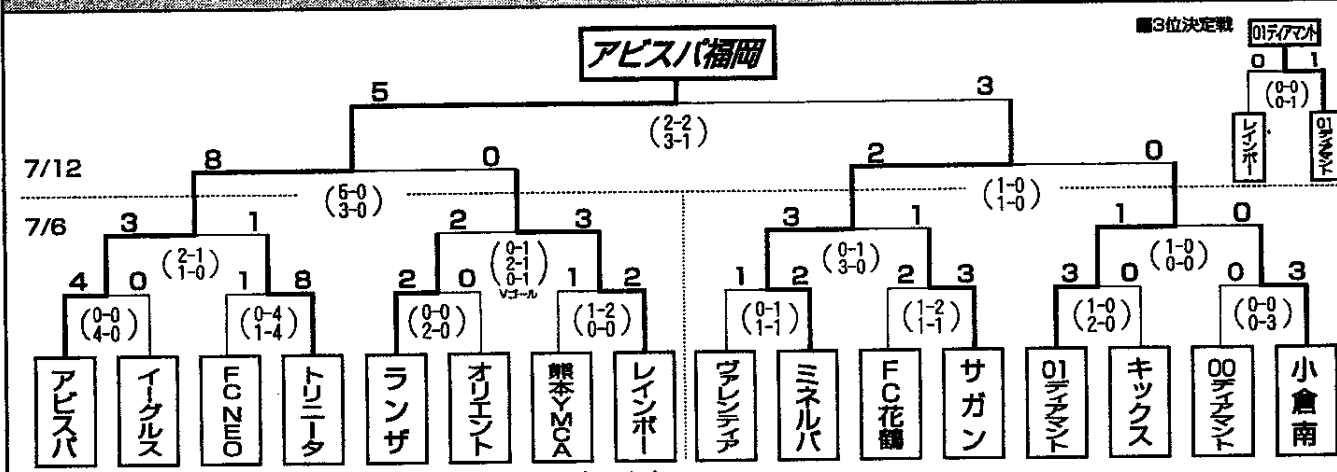 アビスパ福岡
■3位決定戦
01ディアマント
0 1
(0-0
0-1)
レインボー
01ディアマント
5 3
(2-2
3-1)
7/12
8 0 2 0
(5-0
3-0)
(1-0
1-0)
7/6
3 1 2 3 3 1 1 0
(2-1
1-0)
(0-1
2-1
0-1)
Vゴール
(0-1
3-0)
(1-0
0-0)
4 0 1 8 2 0 1 2 1 2 2 3 3 0 0 3
(0-0
4-0)
(0-4
1-4)
(0-0
2-0)
(1-2
0-0)
(0-1
1-1)
(1-2
1-1)
(1-0
2-0)
(0-0
0-3)
アビスパ
イーグルス
FC NEO
トリニータ
ランザ
オリエント
熊本YMCA
レインボー
ヴァレンティア
ミネルバ
FC花鶴
サガン
01ディアマント
キックス
00ディアマント
小倉南